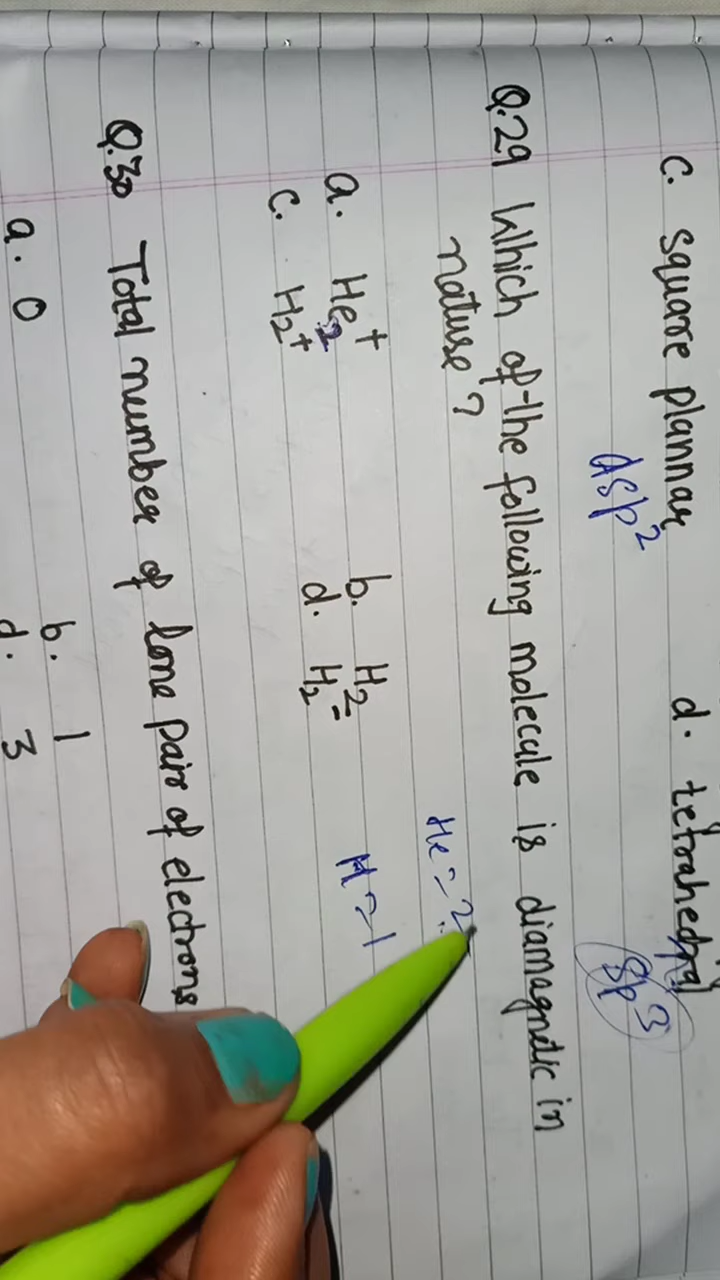 c. square plannar d. tetrahedral
dsp² sp³
Q.29 Which of the following molecule is diamagnetic in
nature?
He = 2
a. He₂⁺ b. H₂
H = 1
c. H₂⁺ d. H₂⁻
Q.30 Total number of lone pair of electrons
a. 0 b. 1
d. 3